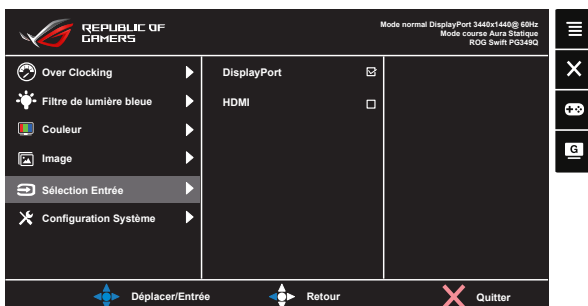 REPUBLIC OF
GAMERS
Mode normal DisplayPort 3440x1440@ 60Hz
Mode course Aura Statique
ROG Swift PG349Q
Over Clocking
DisplayPort
Filtre de lumière bleue
HDMI
Couleur
Image
Sélection Entrée
Configuration Système
Déplacer/Entrée
Retour
Quitter
G